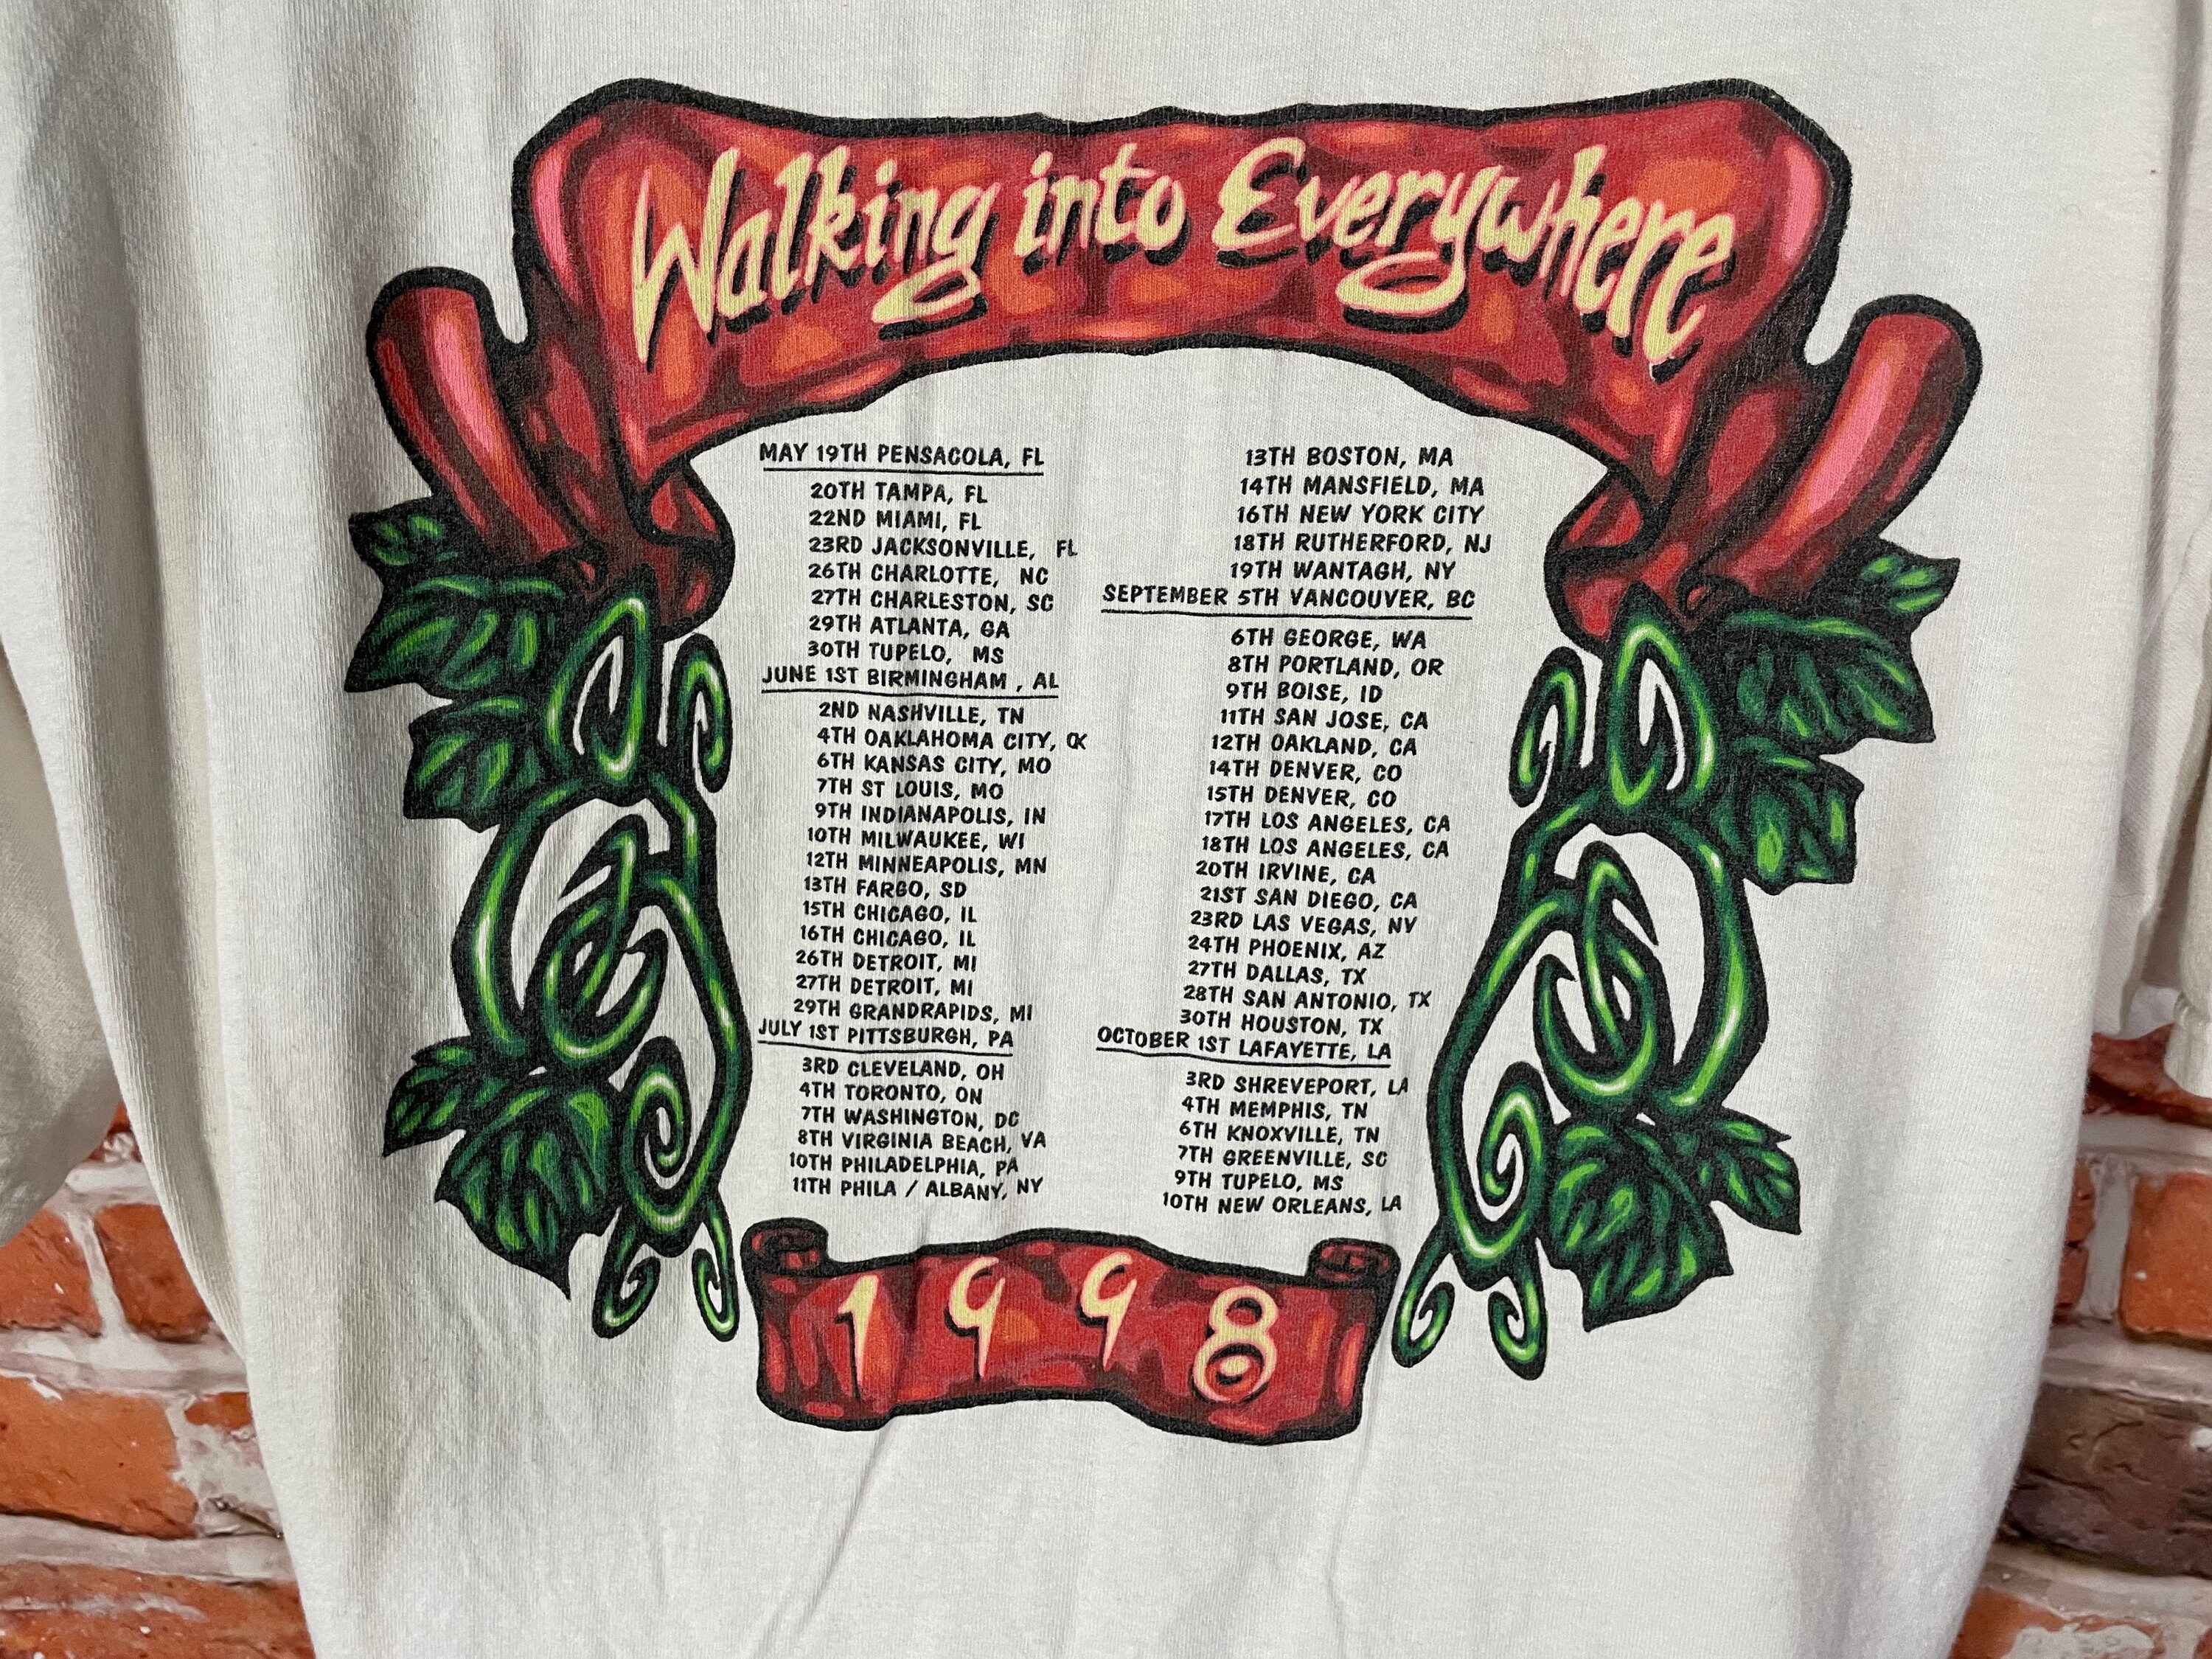 Walking into Everywhere
MAY 19TH PENSACOLA, FL
20TH TAMPA, FL
22ND MIAMI, FL
23RD JACKSONVILLE, FL
26TH CHARLOTTE, NC
27TH CHARLESTON, SC
29TH ATLANTA, GA
30TH TUPELO, MS
JUNE 1ST BIRMINGHAM , AL
2ND NASHVILLE, TN
4TH OAKLAHOMA CITY, OK
6TH KANSAS CITY, MO
7TH ST LOUIS, MO
9TH INDIANAPOLIS, IN
10TH MILWAUKEE, WI
12TH MINNEAPOLIS, MN
13TH FARGO, SD
15TH CHICAGO, IL
16TH CHICAGO, IL
26TH DETROIT, MI
27TH DETROIT, MI
29TH GRANDRAPIDS, MI
JULY 1ST PITTSBURGH, PA
3RD CLEVELAND, OH
4TH TORONTO, ON
7TH WASHINGTON, DC
8TH VIRGINIA BEACH, VA
10TH PHILADELPHIA, PA
11TH PHILA / ALBANY, NY
13TH BOSTON, MA
14TH MANSFIELD, MA
16TH NEW YORK CITY
18TH RUTHERFORD, NJ
19TH WANTAGH, NY
SEPTEMBER 5TH VANCOUVER, BC
6TH GEORGE, WA
8TH PORTLAND, OR
9TH BOISE, ID
11TH SAN JOSE, CA
12TH OAKLAND, CA
14TH DENVER, CO
15TH DENVER, CO
17TH LOS ANGELES, CA
18TH LOS ANGELES, CA
20TH IRVINE, CA
21ST SAN DIEGO, CA
23RD LAS VEGAS, NV
24TH PHOENIX, AZ
27TH DALLAS, TX
28TH SAN ANTONIO, TX
30TH HOUSTON, TX
OCTOBER 1ST LAFAYETTE, LA
3RD SHREVEPORT, LA
4TH MEMPHIS, TN
6TH KNOXVILLE, TN
7TH GREENVILLE, SC
9TH TUPELO, MS
10TH NEW ORLEANS, LA
1998